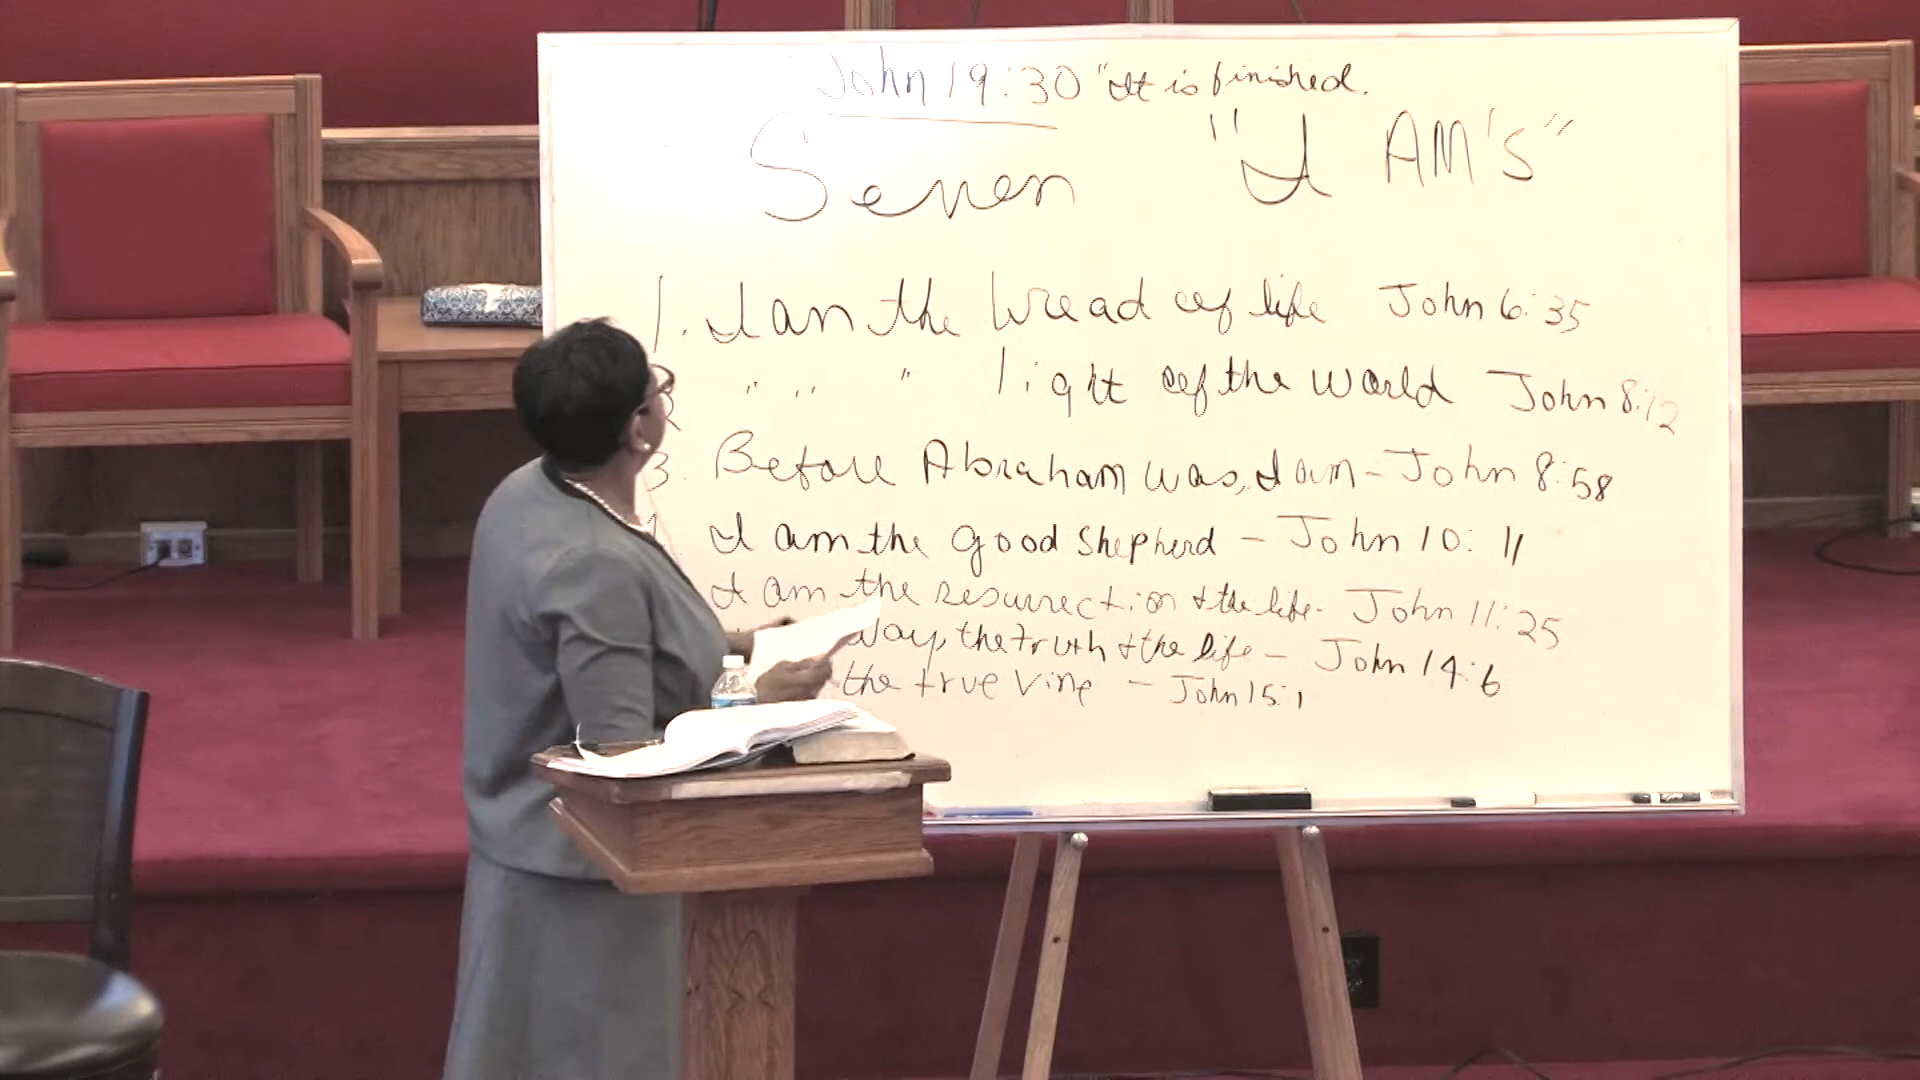 John 19:30 "It is finished.
Seven "I AM'S"
1. I am the bread of life John 6:35
2 " " " light of the world John 8:12
3. Before Abraham was, I am - John 8:58
I am the good shepherd - John 10:11
I am the resurrection & the life - John 11:25
Way, the truth & the life - John 14:6
the true vine - John 15:1